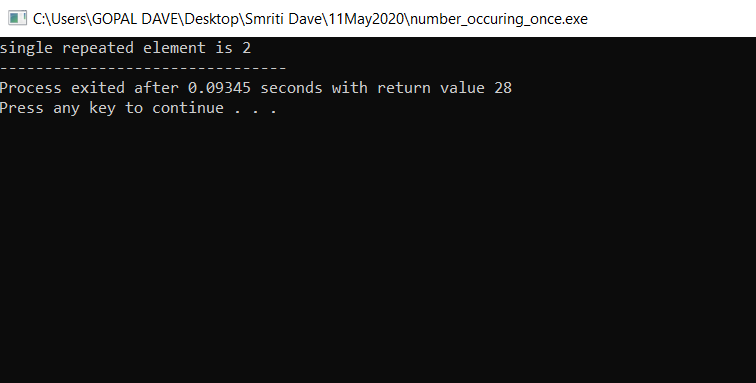 C:\Users\GOPAL DAVE\Desktop\Smriti Dave\11May2020\number_occuring_once.exe
single repeated element is 2
--------------------------------
Process exited after 0.09345 seconds with return value 28
Press any key to continue . . .